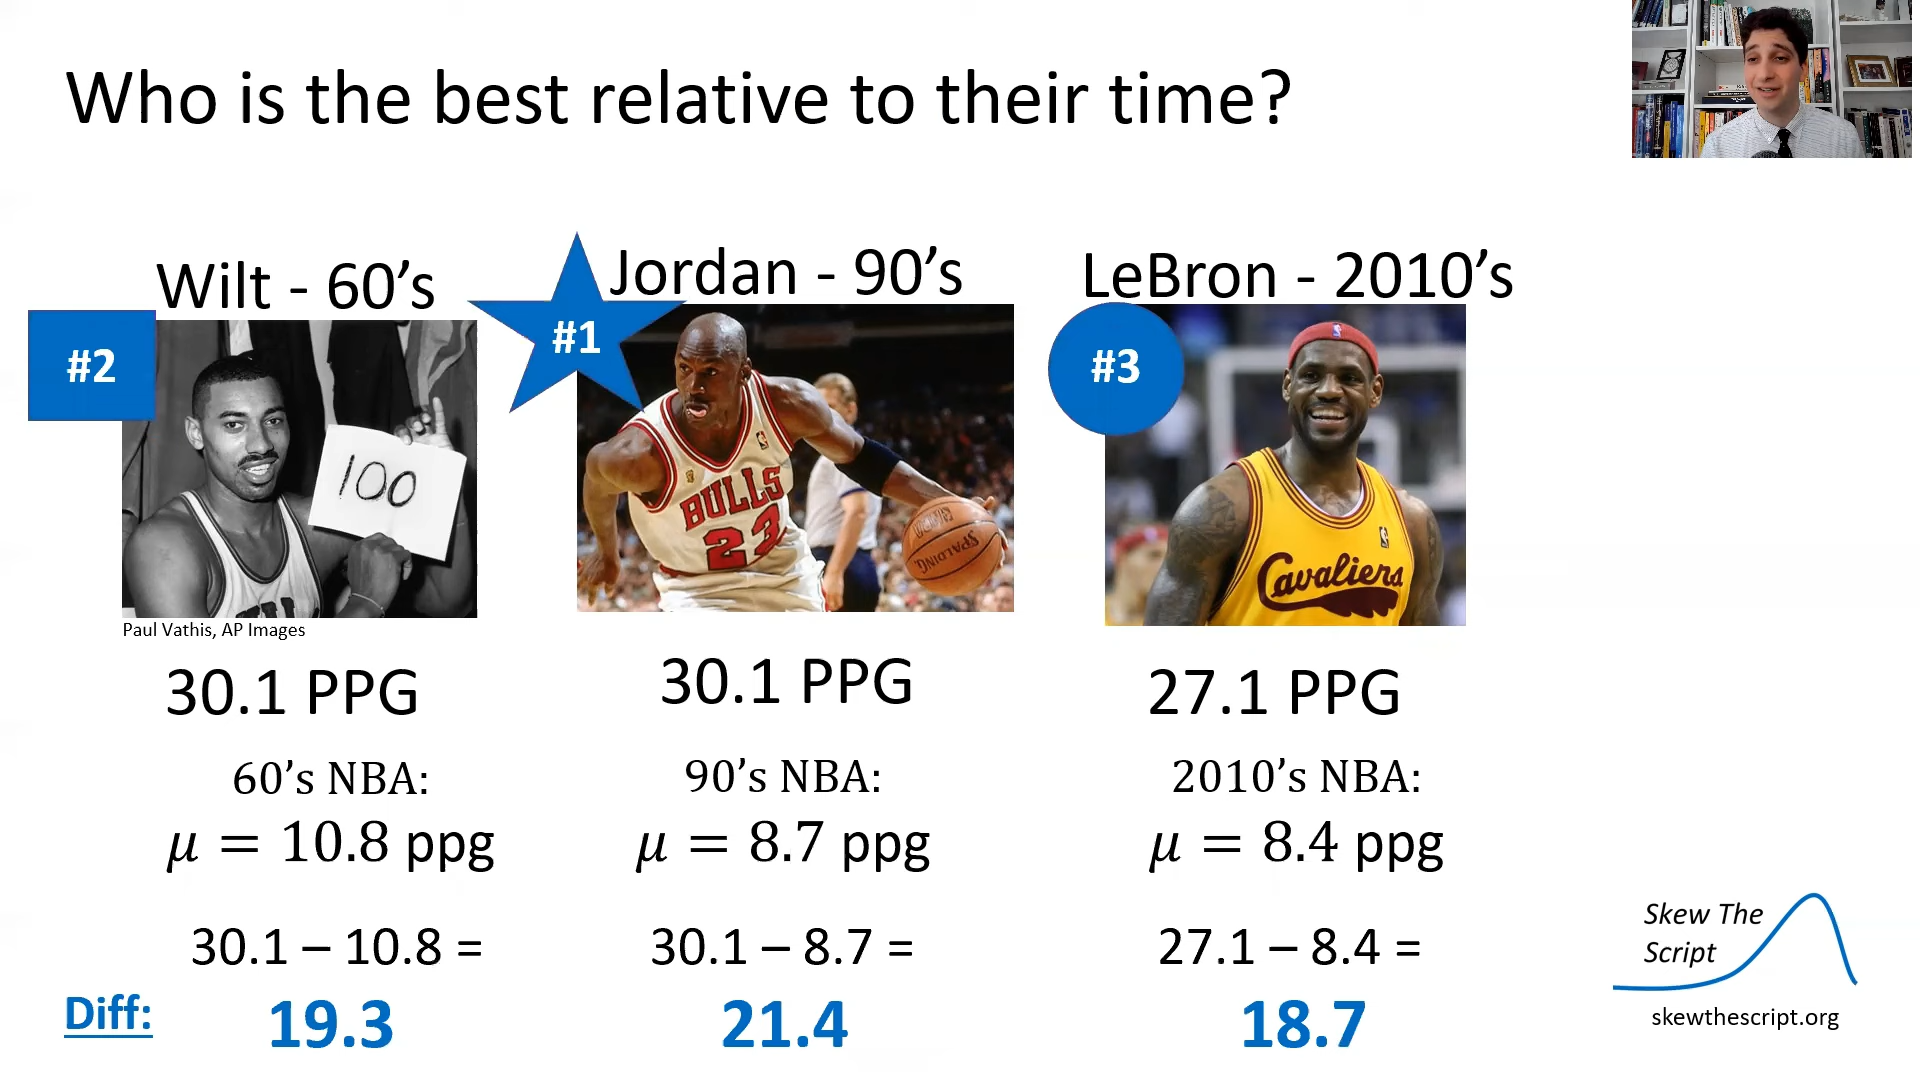 Who is the best relative to their time?
Wilt - 60's
Jordan - 90's
LeBron - 2010's
#2
#1
#3
100
BULLS
23
SPALDING
Cavaliers
Paul Vathis, AP Images
30.1 PPG
30.1 PPG
27.1 PPG
60's NBA:
90's NBA:
2010's NBA:
μ = 10.8 ppg
μ = 8.7 ppg
μ = 8.4 ppg
30.1 – 10.8 =
30.1 – 8.7 =
27.1 – 8.4 =
Diff:
19.3
21.4
18.7
Skew The
Script
skewthescript.org